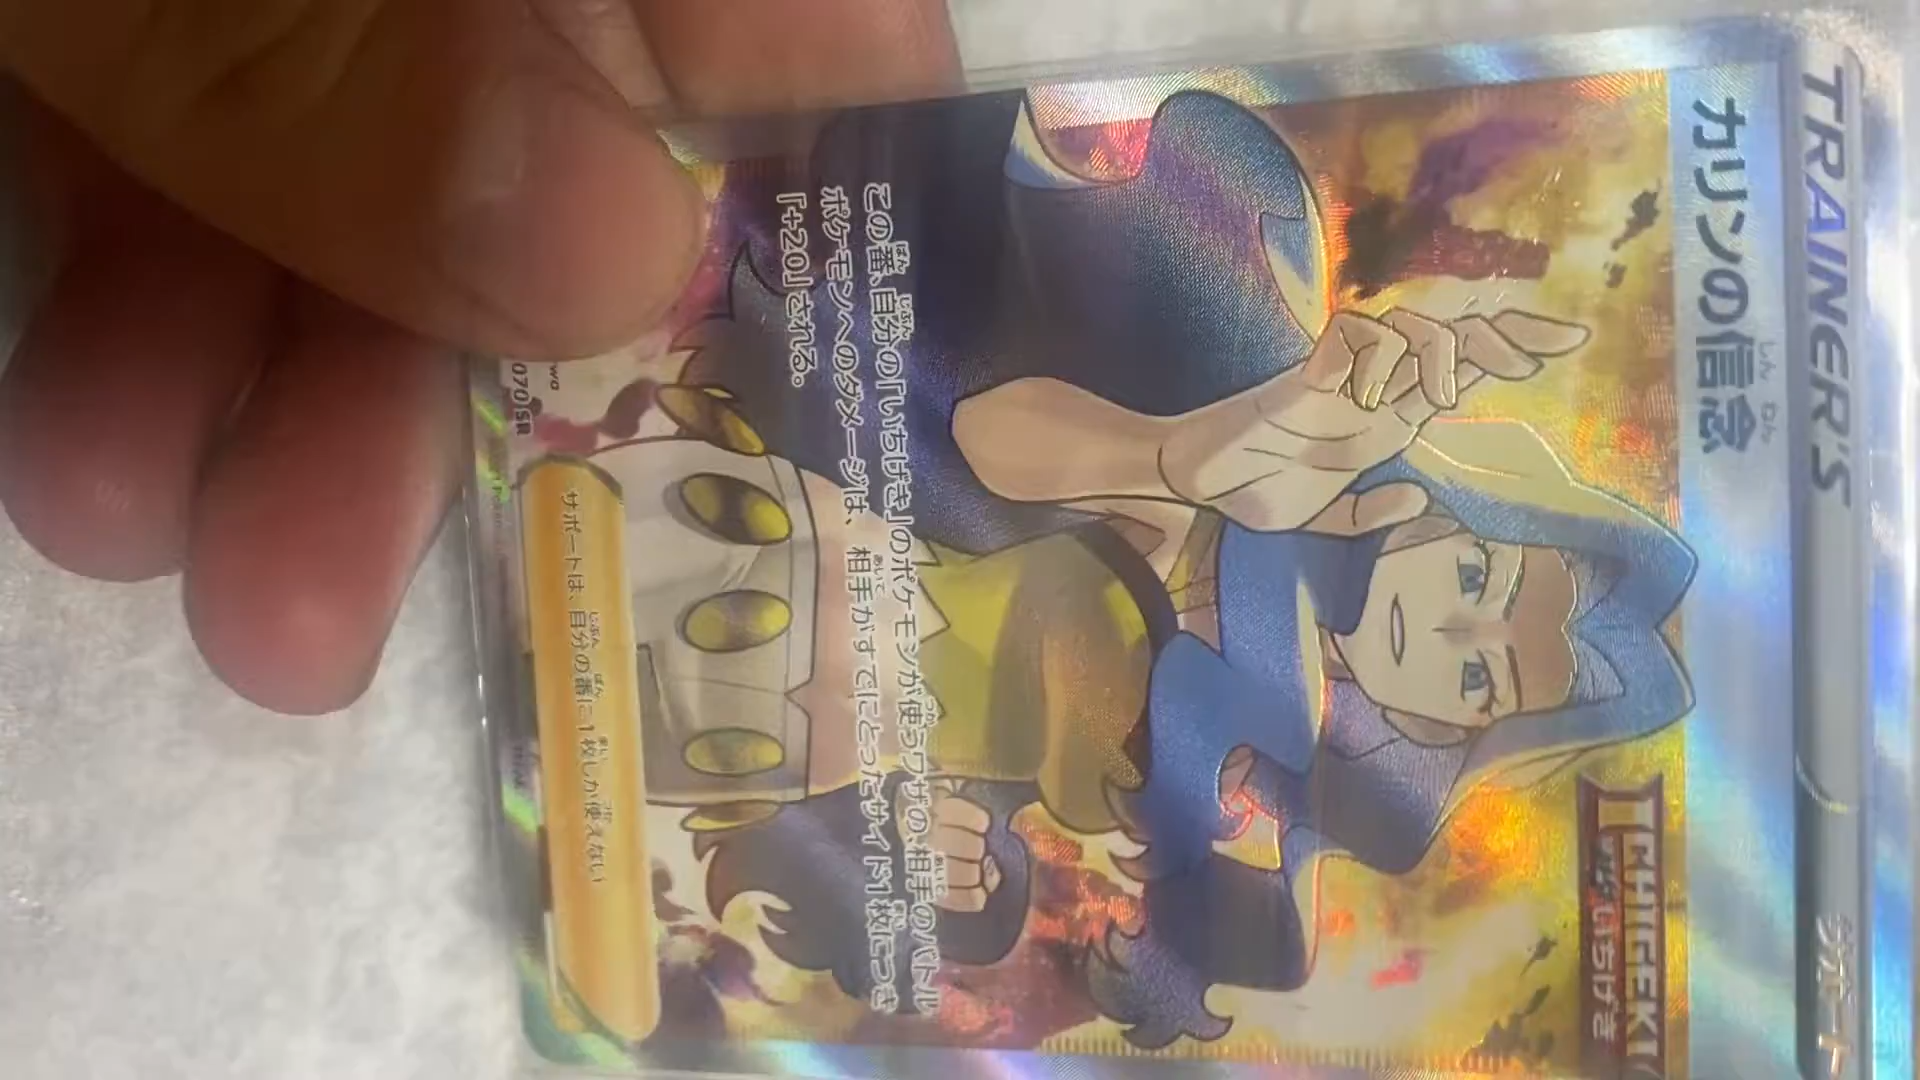 TRAINER'S サポート
カリンの信念
しん ねん
ICHIGEKI
いちげき
この番、自分の「いちげき」のポケモンが使うワザの、相手のバトル
ポケモンへのダメージは、相手がすでにとったサイド1枚につき
「+20」される。
サポートは、自分の番に1枚しか使えない
070 SR